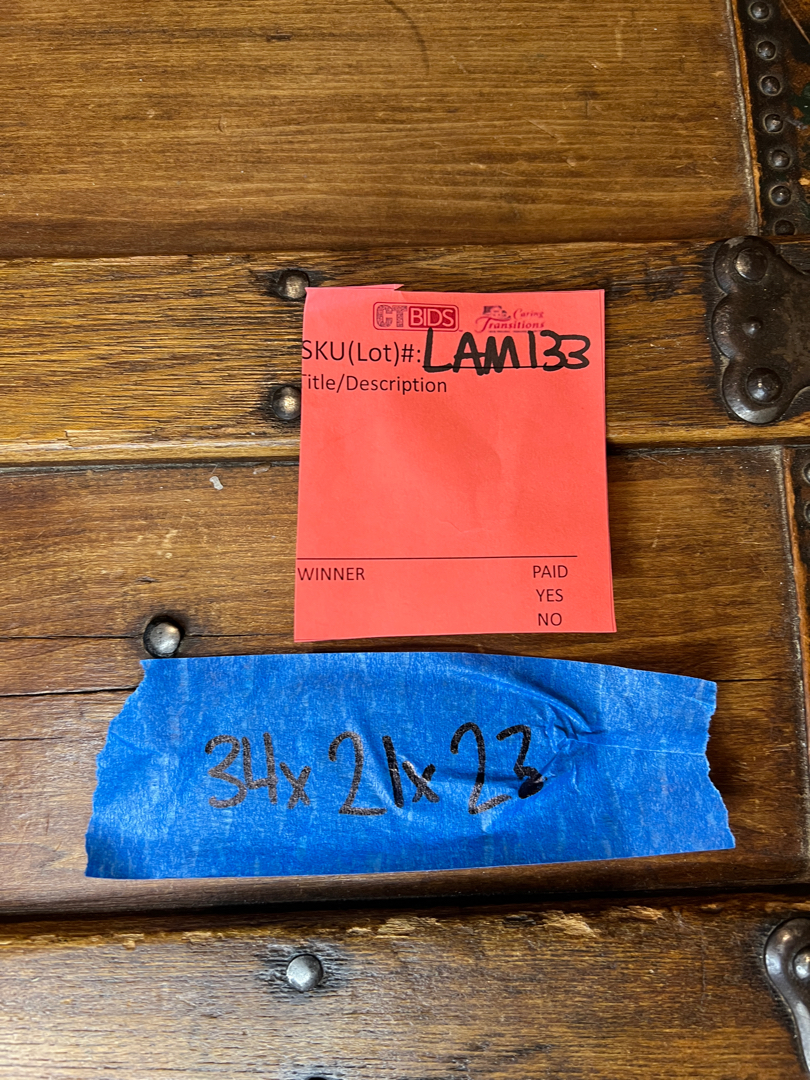 CTBIDS Caring Transitions
SKU(Lot)#: LAM133
Title/Description
WINNER PAID
YES
NO
34x21x23